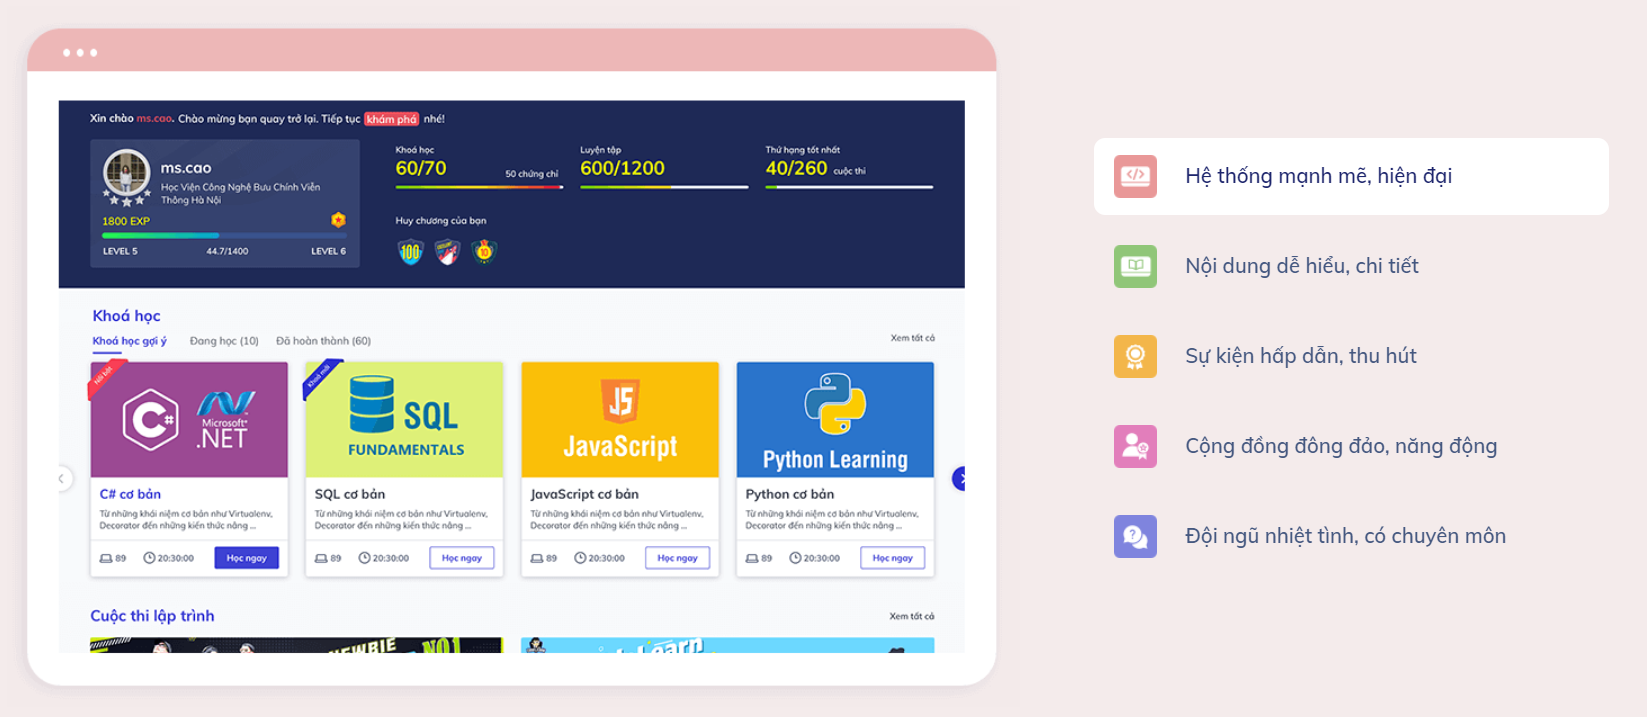 Xin chào ms.cao. Chào mừng bạn quay trở lại. Tiếp tục khám phá nhé!
ms.cao
Học Viện Công Nghệ Bưu Chính Viễn
Thông Hà Nội
1800 EXP
LEVEL 5 44.7/1400 LEVEL 6
Khoá học
60/70
50 chứng chỉ
Luyện tập
600/1200
Thứ hạng tốt nhất
40/260 cuộc thi
Huy chương của bạn
100
10
Khoá học
Khoá học gợi ý Đang học (10) Đã hoàn thành (60)
Xem tất cả
Nổi bật
C#
Microsoft®
.NET
C# cơ bản
Từ những khái niệm cơ bản như Virtualenv,
Decorator đến những kiến thức nâng ...
89 20:30:00 Học ngay
Khoá mới
SQL
FUNDAMENTALS
SQL cơ bản
Từ những khái niệm cơ bản như Virtualenv,
Decorator đến những kiến thức nâng ...
89 20:30:00 Học ngay
JS
JavaScript
JavaScript cơ bản
Từ những khái niệm cơ bản như Virtualenv,
Decorator đến những kiến thức nâng ...
89 20:30:00 Học ngay
Python Learning
Python cơ bản
Từ những khái niệm cơ bản như Virtualenv,
Decorator đến những kiến thức nâng ...
89 20:30:00 Học ngay
Cuộc thi lập trình
Xem tất cả
NEWBIE NO1
Learn
Hệ thống mạnh mẽ, hiện đại
Nội dung dễ hiểu, chi tiết
Sự kiện hấp dẫn, thu hút
Cộng đồng đông đảo, năng động
Đội ngũ nhiệt tình, có chuyên môn